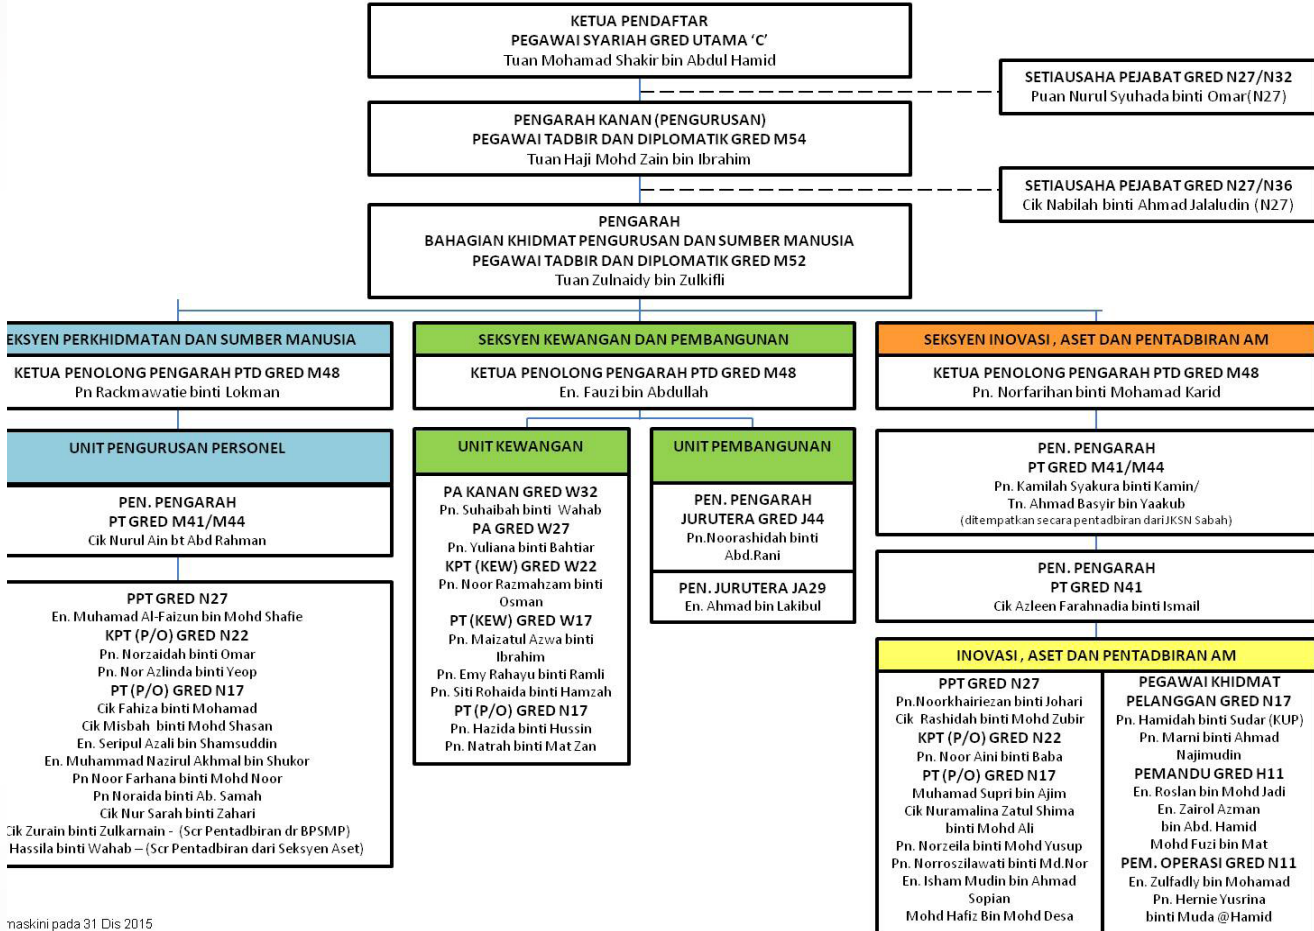 KETUA PENDAFTAR
PEGAWAI SYARIAH GRED UTAMA ‘C’
Tuan Mohamad Shakir bin Abdul Hamid
SETIAUSAHA PEJABAT GRED N27/N32
Puan Nurul Syuhada binti Omar(N27)
PENGARAH KANAN (PENGURUSAN)
PEGAWAI TADBIR DAN DIPLOMATIK GRED M54
Tuan Haji Mohd Zain bin Ibrahim
SETIAUSAHA PEJABAT GRED N27/N36
Cik Nabilah binti Ahmad Jalaludin (N27)
PENGARAH
BAHAGIAN KHIDMAT PENGURUSAN DAN SUMBER MANUSIA
PEGAWAI TADBIR DAN DIPLOMATIK GRED M52
Tuan Zulnaidy bin Zulkifli
EKSYEN PERKHIDMATAN DAN SUMBER MANUSIA
KETUA PENOLONG PENGARAH PTD GRED M48
Pn Rackmawatie binti Lokman
UNIT PENGURUSAN PERSONEL
PEN. PENGARAH
PT GRED M41/M44
Cik Nurul Ain bt Abd Rahman
PPT GRED N27
En. Muhamad Al-Faizun bin Mohd Shafie
KPT (P/O) GRED N22
Pn. Norzaidah binti Omar
Pn. Nor Azlinda binti Yeop
PT (P/O) GRED N17
Cik Fahiza binti Mohamad
Cik Misbah binti Mohd Shasan
En. Seripul Azali bin Shamsuddin
En. Muhammad Nazirul Akhmal bin Shukor
Pn Noor Farhana binti Mohd Noor
Pn Noraida binti Ab. Samah
Cik Nur Sarah binti Zahari
Cik Zurain binti Zulkarnain - (Scr Pentadbiran dr BPSMP)
Hassila binti Wahab – (Scr Pentadbiran dari Seksyen Aset)
SEKSYEN KEWANGAN DAN PEMBANGUNAN
KETUA PENOLONG PENGARAH PTD GRED M48
En. Fauzi bin Abdullah
UNIT KEWANGAN
PA KANAN GRED W32
Pn. Suhaibah binti Wahab
PA GRED W27
Pn. Yuliana binti Bahtiar
KPT (KEW) GRED W22
Pn. Noor Razmahzam binti
Osman
PT (KEW) GRED W17
Pn. Maizatul Azwa binti
Ibrahim
Pn. Emy Rahayu binti Ramli
Pn. Siti Rohaida binti Hamzah
PT (P/O) GRED N17
Pn. Hazida binti Hussin
Pn. Natrah binti Mat Zan
UNIT PEMBANGUNAN
PEN. PENGARAH
JURUTERA GRED J44
Pn.Noorashidah binti
Abd.Rani
PEN. JURUTERA JA29
En. Ahmad bin Lakibul
SEKSYEN INOVASI , ASET DAN PENTADBIRAN AM
KETUA PENOLONG PENGARAH PTD GRED M48
Pn. Norfarihan binti Mohamad Karid
PEN. PENGARAH
PT GRED M41/M44
Pn. Kamilah Syakura binti Kamin/
Tn. Ahmad Basyir bin Yaakub
(ditempatkan secara pentadbiran dari JKSN Sabah)
PEN. PENGARAH
PT GRED N41
Cik Azleen Farahnadia binti Ismail
INOVASI , ASET DAN PENTADBIRAN AM
PPT GRED N27
Pn.Noorkhairiezan binti Johari
Cik Rashidah binti Mohd Zubir
KPT (P/O) GRED N22
Pn. Noor Aini binti Baba
PT (P/O) GRED N17
Muhamad Supri bin Ajim
Cik Nuramalina Zatul Shima
binti Mohd Ali
Pn. Norzeila binti Mohd Yusup
Pn. Norroszilawati binti Md.Nor
En. Isham Mudin bin Ahmad
Sopian
Mohd Hafiz Bin Mohd Desa
PEGAWAI KHIDMAT
PELANGGAN GRED N17
Pn. Hamidah binti Sudar (KUP)
Pn. Marni binti Ahmad
Najimudin
PEMANDU GRED H11
En. Roslan bin Mohd Jadi
En. Zairol Azman
bin Abd. Hamid
Mohd Fuzi bin Mat
PEM. OPERASI GRED N11
En. Zulfadly bin Mohamad
Pn. Hernie Yusrina
binti Muda @Hamid
maskini pada 31 Dis 2015